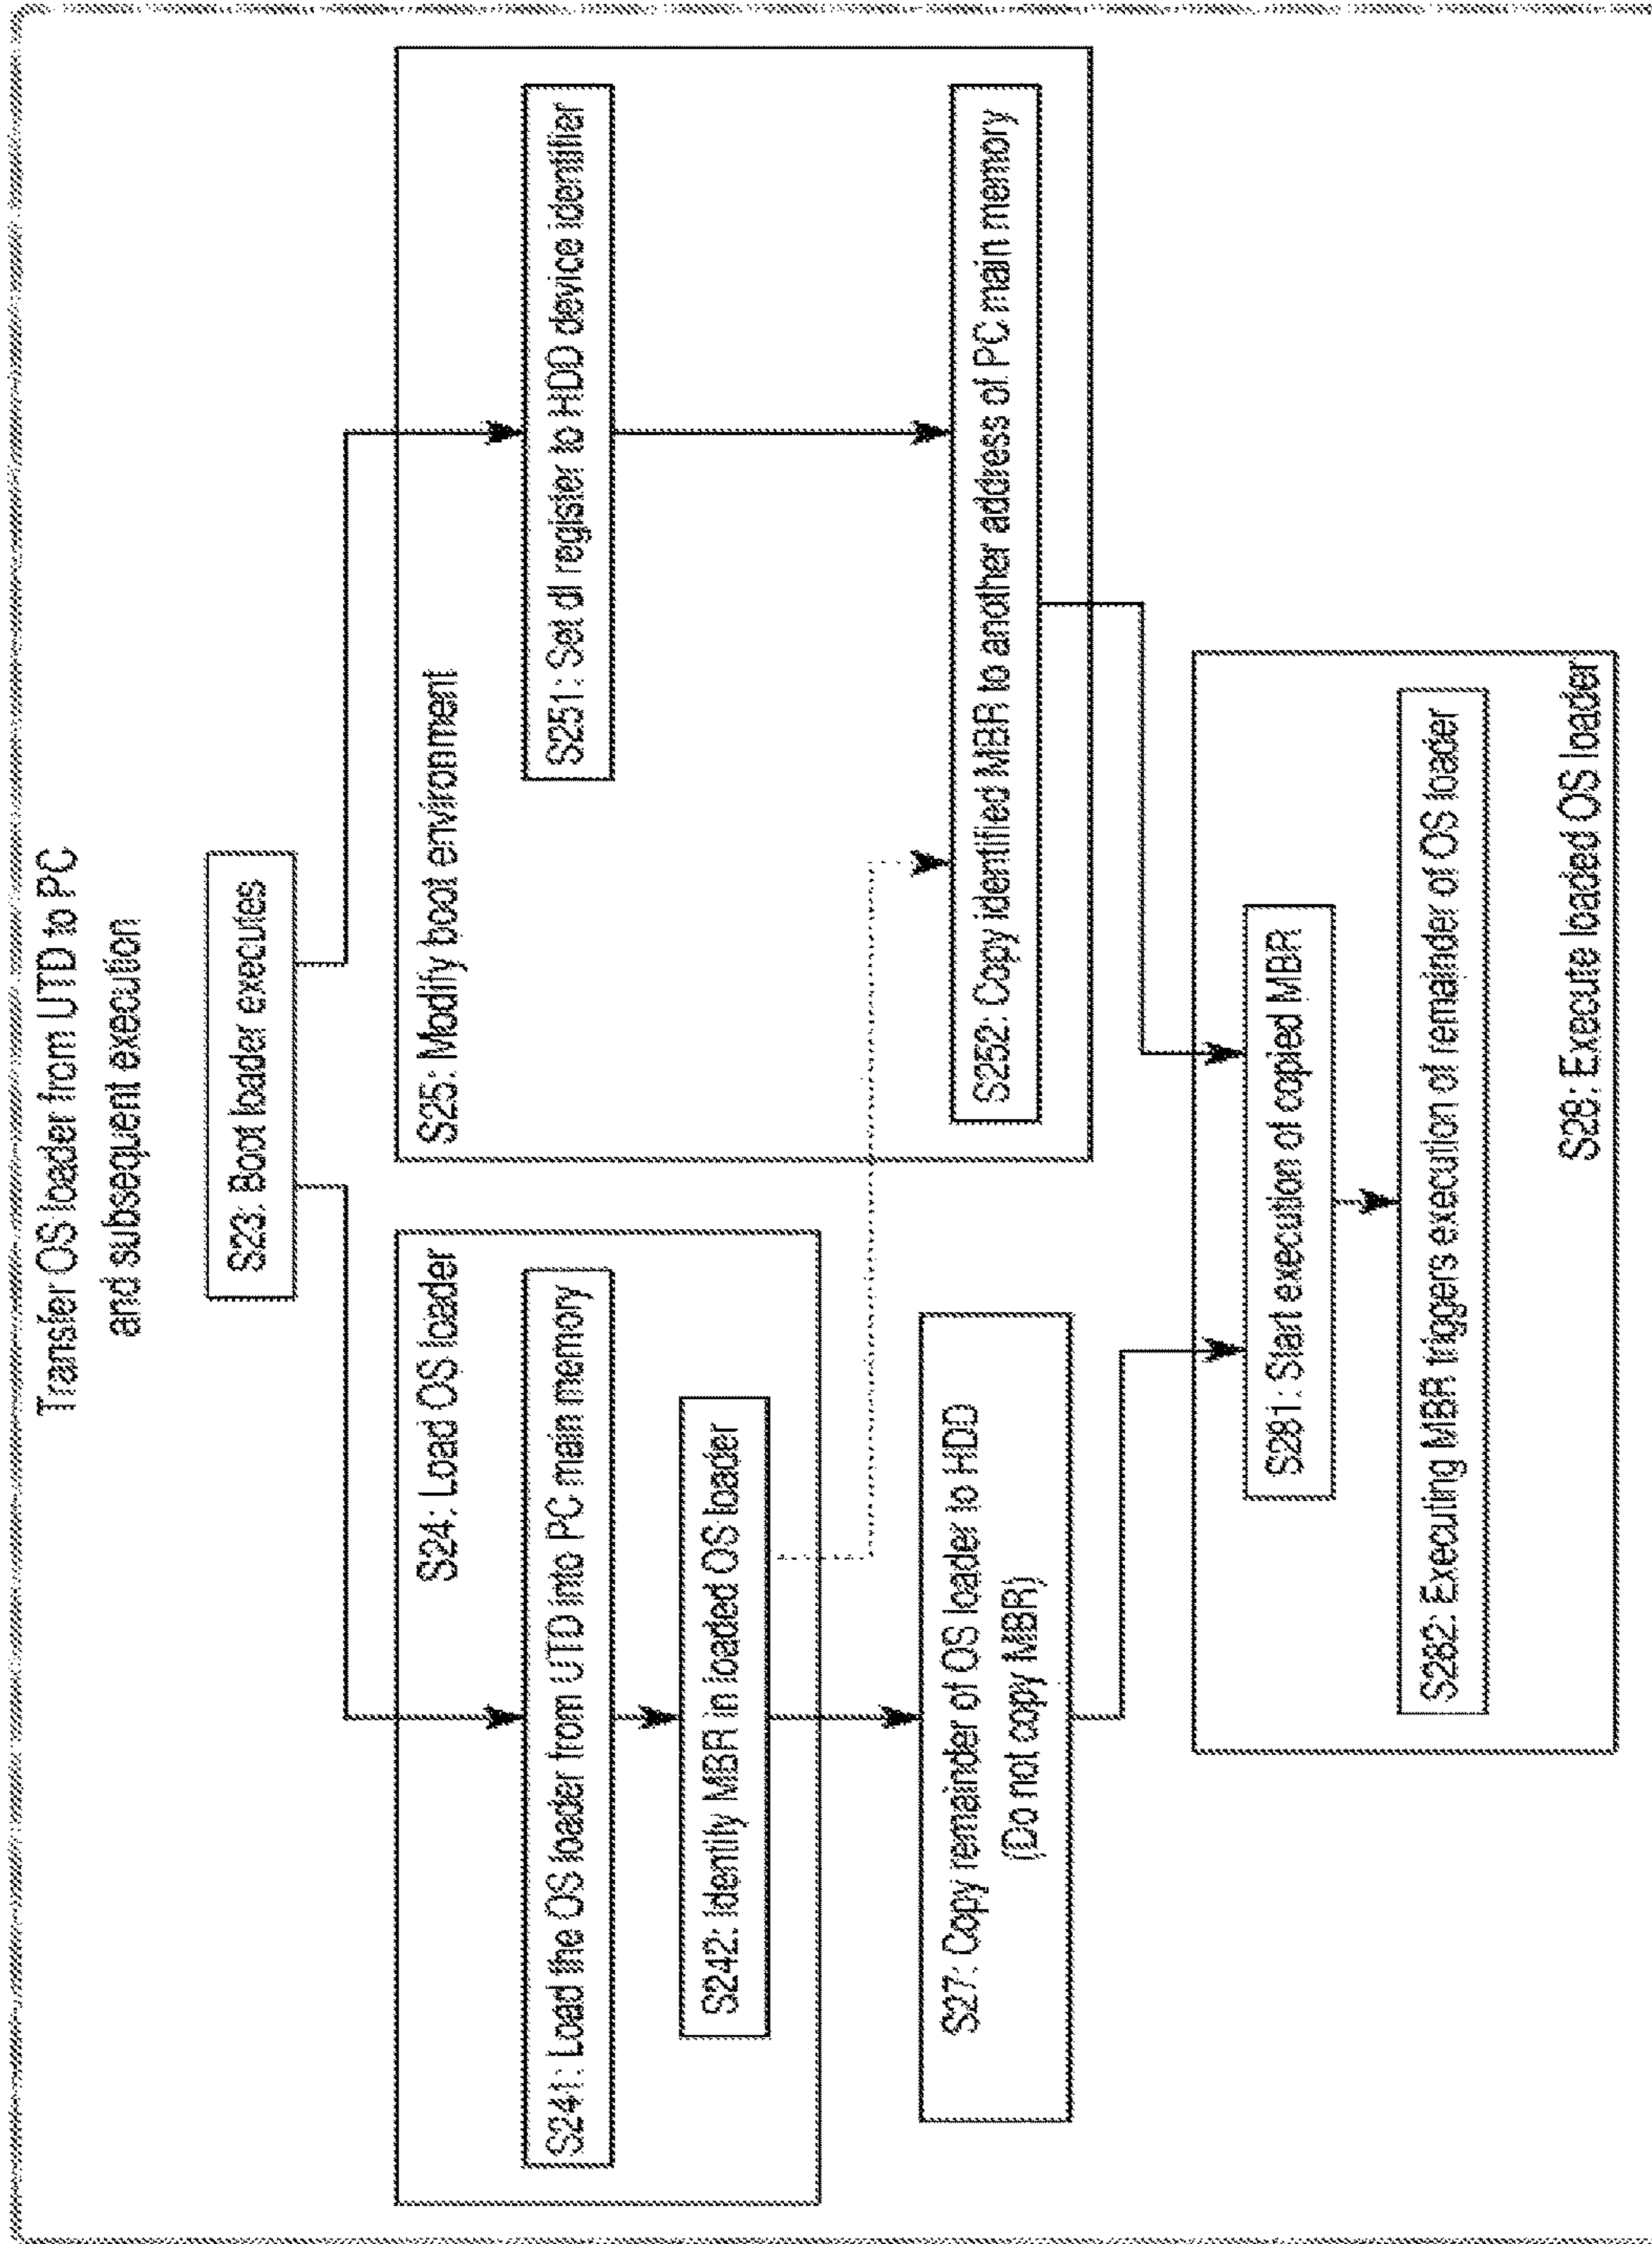 Transfer OS loader from UTD to PC
and subsequent execution
S23: Boot loader executes
S24: Load OS loader
S241: Load the OS loader from UTD into PC main memory
S242: Identify MBR in loaded OS loader
S25: Modify boot environment
S251: Set dl register to HDD device identifier
S252: Copy identified MBR to another address of PC main memory
S27: Copy remainder of OS loader to HDD
(Do not copy MBR)
S281: Start execution of copied MBR
S282: Executing MBR triggers execution of remainder of OS loader
S28: Execute loaded OS loader